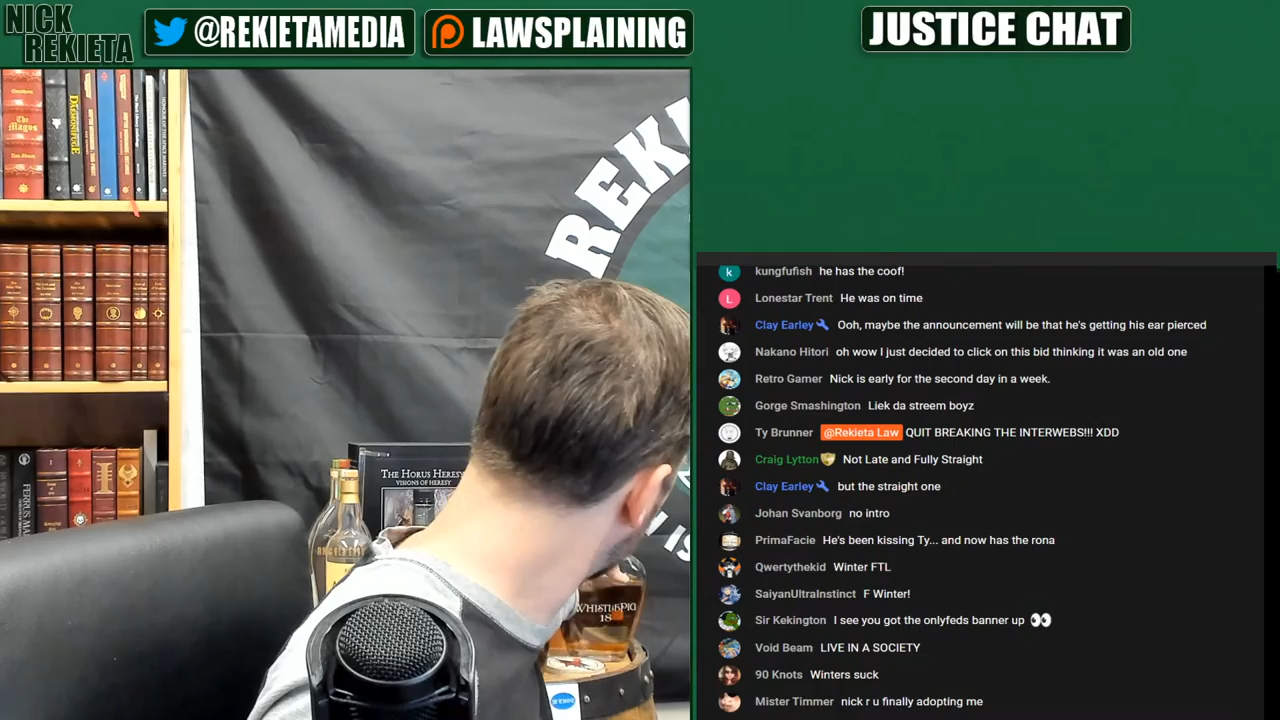 NICK
REKIETA
@REKIETAMEDIA
LAWSPLAINING
JUSTICE CHAT
The Magos
DÆMONIFUGE
REKI
THE HORUS HERESY
VISIONS OF HERESY
WHISTLEPIG
18
IS
k kungfufish he has the coof!
L Lonestar Trent He was on time
Clay Earley Ooh, maybe the announcement will be that he's getting his ear pierced
Nakano Hitori oh wow I just decided to click on this bid thinking it was an old one
Retro Gamer Nick is early for the second day in a week.
Gorge Smashington Liek da streem boyz
Ty Brunner @Rekieta Law QUIT BREAKING THE INTERWEBS!!! XDD
Craig Lytton Not Late and Fully Straight
Clay Earley but the straight one
Johan Svanborg no intro
PrimaFacie He's been kissing Ty... and now has the rona
Qwertythekid Winter FTL
SaiyanUltraInstinct F Winter!
Sir Kekington I see you got the onlyfeds banner up 👀
Void Beam LIVE IN A SOCIETY
90 Knots Winters suck
Mister Timmer nick r u finally adopting me